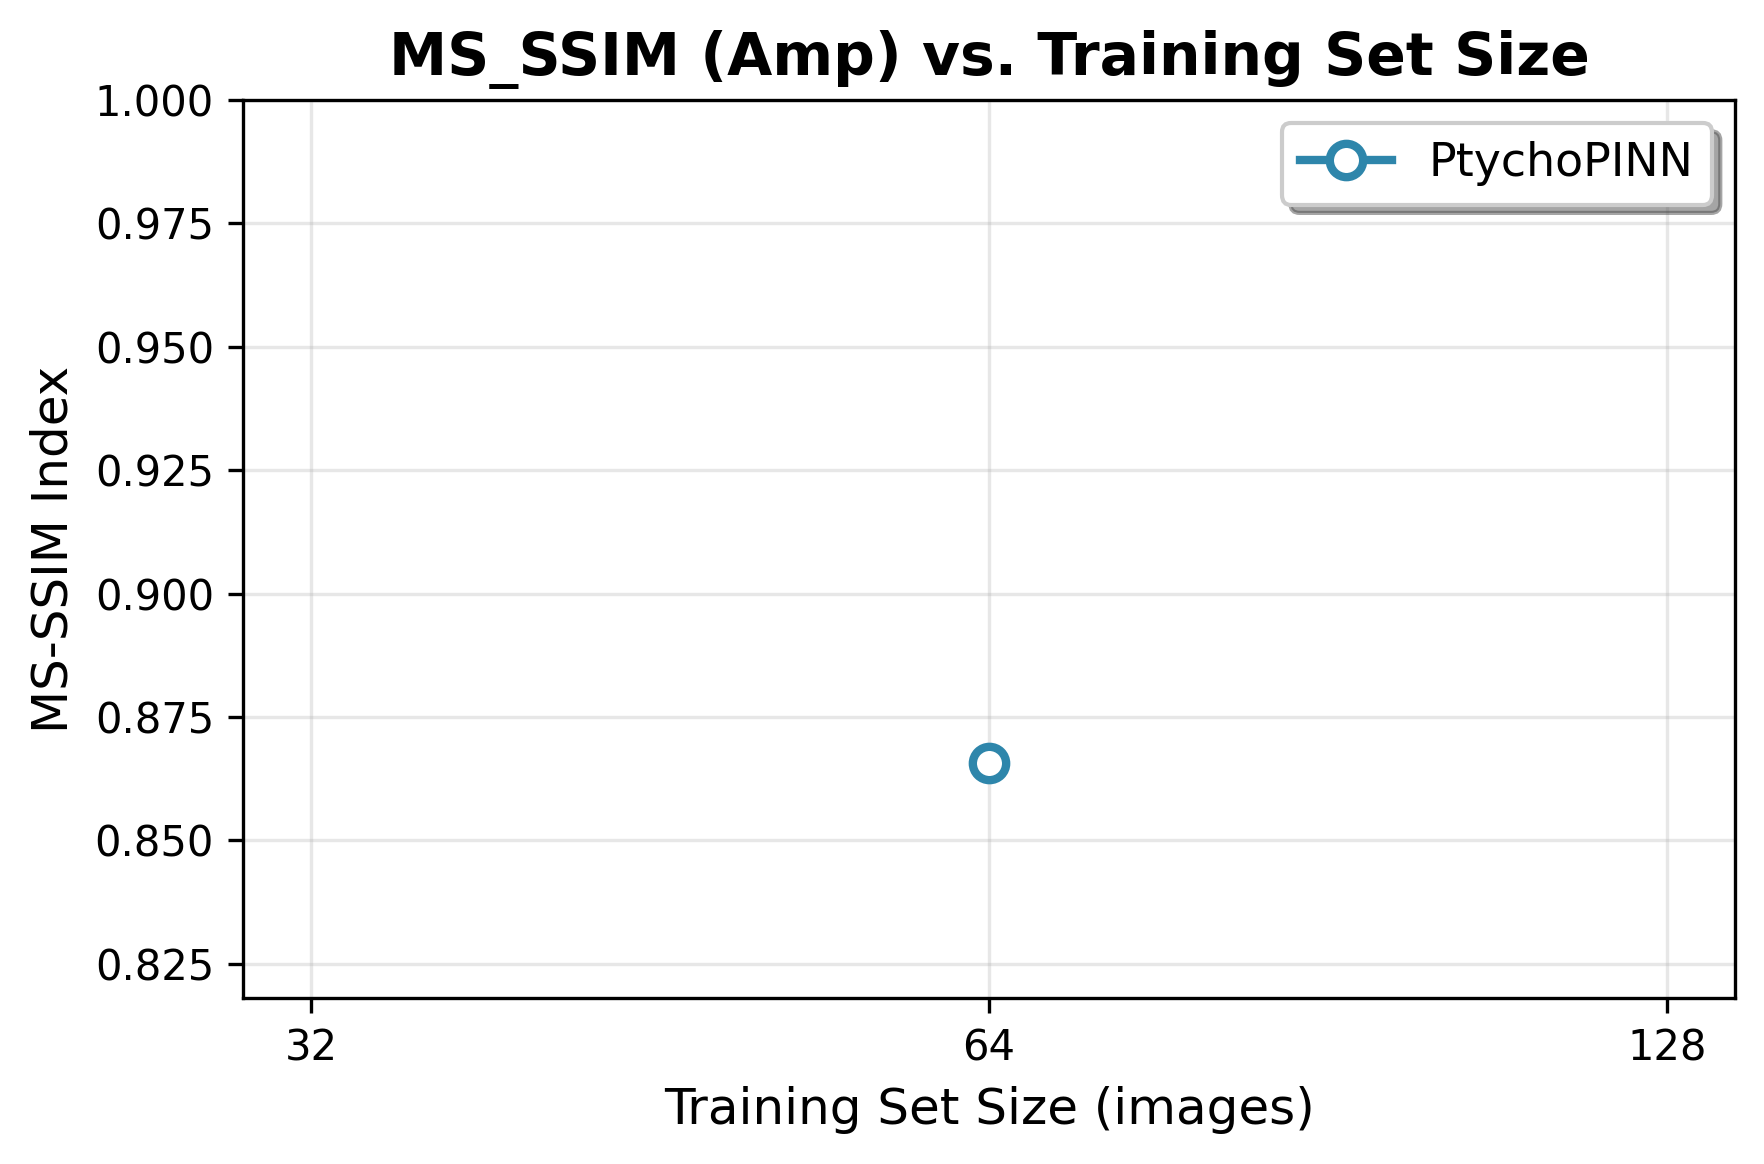 MS_SSIM (Amp) vs. Training Set Size
PtychoPINN
MS-SSIM Index
1.000
0.975
0.950
0.925
0.900
0.875
0.850
0.825
32 64 128
Training Set Size (images)